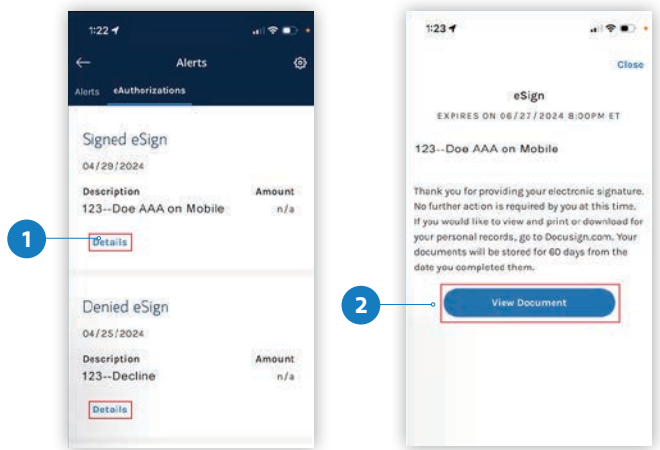 1:22
Alerts
Alerts eAuthorizations
Signed eSign
04/29/2024
Description Amount
123--Doe AAA on Mobile n/a
1
Details
Denied eSign
04/25/2024
Description Amount
123--Decline n/a
Details
1:23
Close
eSign
EXPIRES ON 06/27/2024 8:00PM ET
123--Doe AAA on Mobile
Thank you for providing your electronic signature.
No further action is required by you at this time.
If you would like to view and print or download for
your personal records, go to Docusign.com. Your
documents will be stored for 60 days from the
date you completed them.
2
View Document